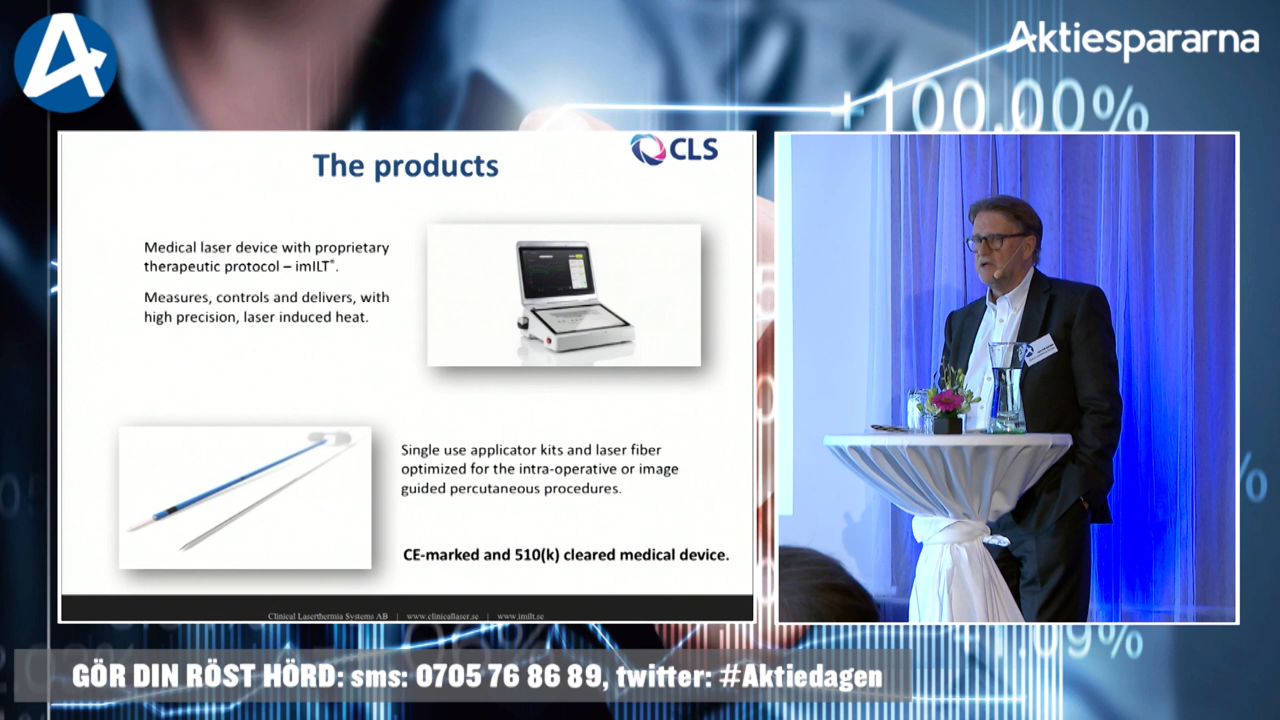 Aktiespararna
+100,00%
CLS
The products
Medical laser device with proprietary
therapeutic protocol – imILT®.
Measures, controls and delivers, with
high precision, laser induced heat.
Single use applicator kits and laser fiber
optimized for the intra-operative or image
guided percutaneous procedures.
CE-marked and 510(k) cleared medical device.
Clinical Laserthermia Systems AB | www.clinicallaser.se | www.imilt.se
+1.09%
GÖR DIN RÖST HÖRD: sms: 0705 76 86 89, twitter: #Aktiedagen